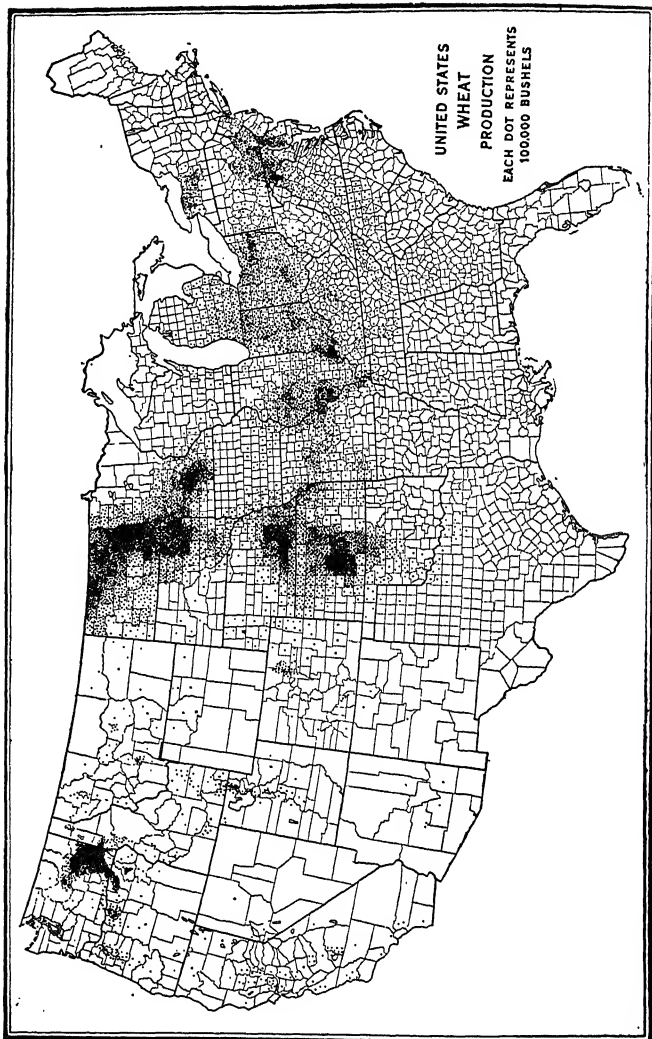 UNITED STATES
WHEAT
PRODUCTION
EACH DOT REPRESENTS
100,000 BUSHELS